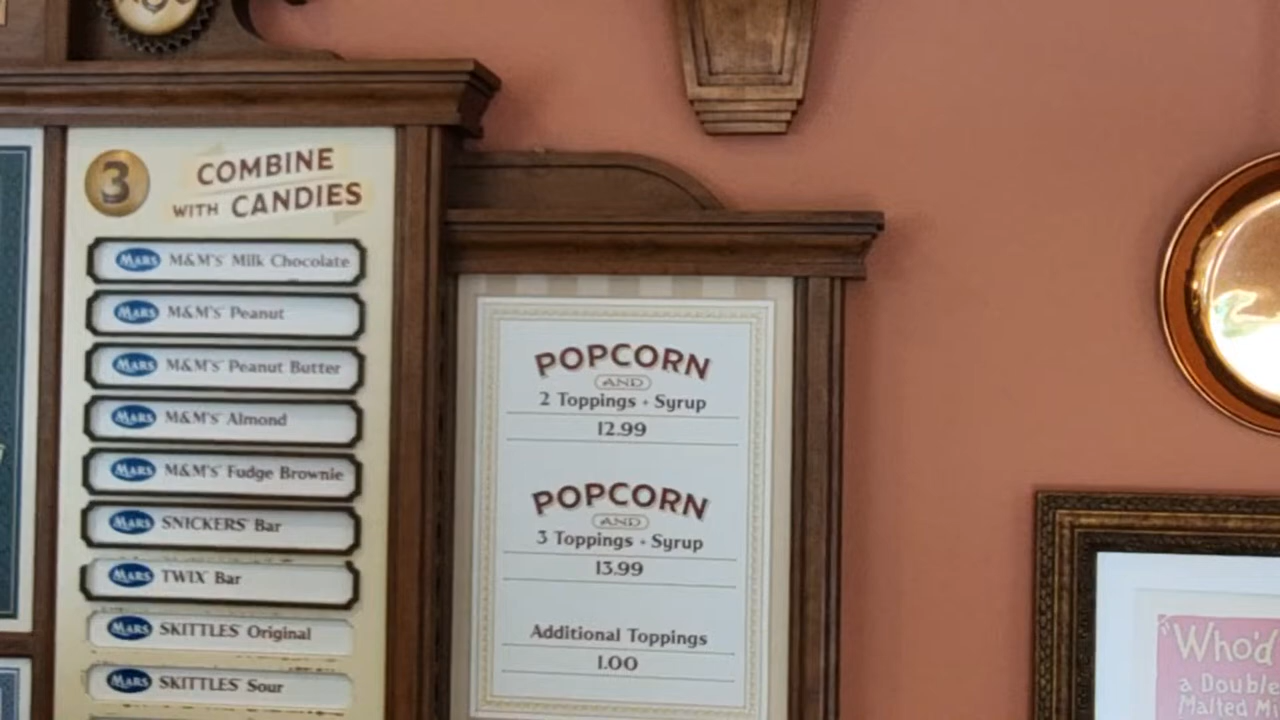 3
COMBINE
WITH CANDIES
MARS M&M'S Milk Chocolate
MARS M&M'S Peanut
MARS M&M'S Peanut Butter
MARS M&M'S Almond
MARS M&M'S Fudge Brownie
MARS SNICKERS Bar
MARS TWIX Bar
MARS SKITTLES Original
MARS SKITTLES Sour
POPCORN
AND
2 Toppings + Syrup
12.99
POPCORN
AND
3 Toppings + Syrup
13.99
Additional Toppings
1.00
"Who'd
a Double
Malted